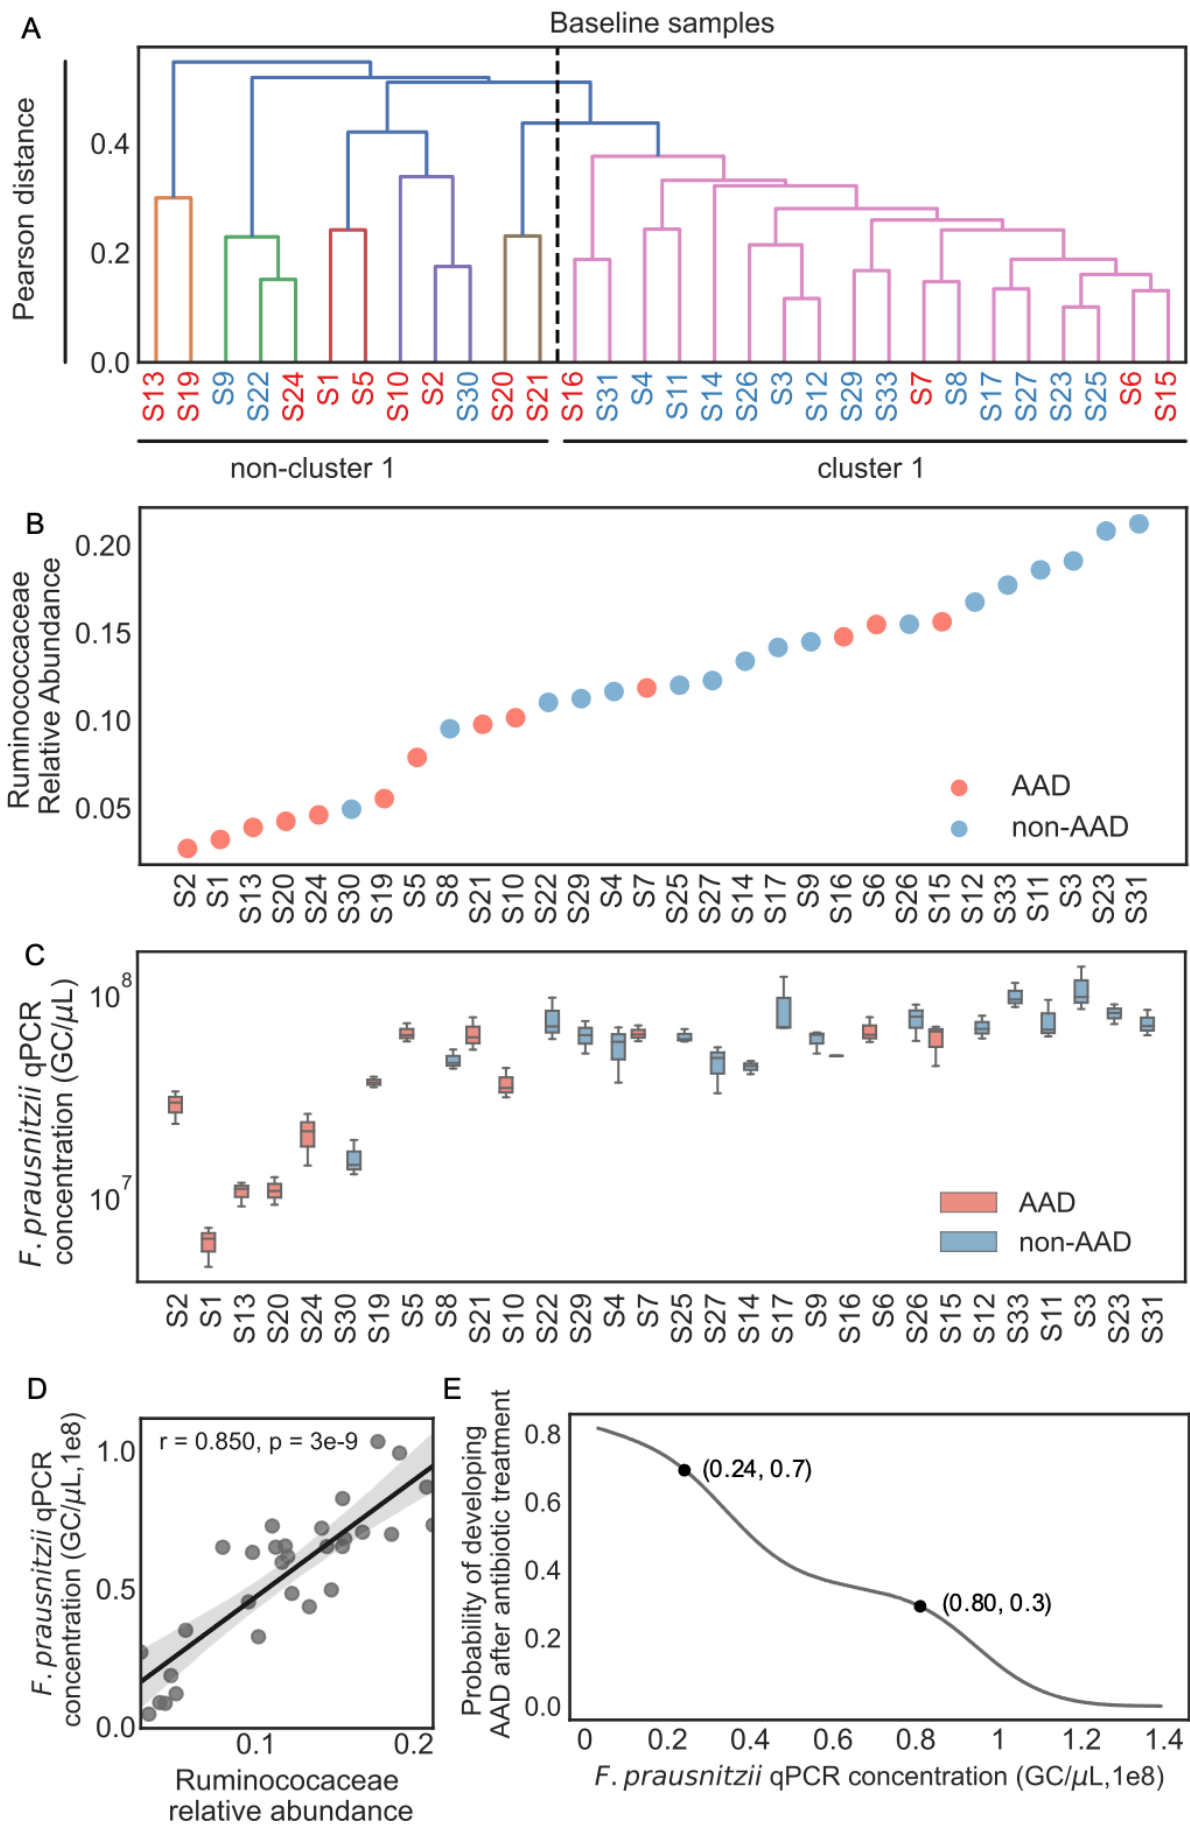 A
Baseline samples
Pearson distance
0.4
0.2
0.0
S13 S19 S9 S22 S24 S1 S5 S10 S2 S30 S20 S21 S16 S31 S4 S11 S14 S26 S3 S12 S29 S33 S7 S8 S17 S27 S23 S25 S6 S15
non-cluster 1
cluster 1
B
Ruminoccaceae
Relative Abundance
0.20
0.15
0.10
0.05
AAD
non-AAD
S2 S1 S13 S20 S24 S30 S19 S5 S8 S21 S10 S22 S29 S4 S7 S25 S27 S14 S17 S9 S16 S6 S26 S15 S12 S33 S11 S3 S23 S31
C
F. prausnitzii qPCR
concentration (GC/μL)
10⁸
10⁷
AAD
non-AAD
S2 S1 S13 S20 S24 S30 S19 S5 S8 S21 S10 S22 S29 S4 S7 S25 S27 S14 S17 S9 S16 S6 S26 S15 S12 S33 S11 S3 S23 S31
D
F. prausnitzii qPCR
concentration (GC/μL,1e8)
1.0
0.5
0.0
r = 0.850, p = 3e-9
0.1 0.2
Ruminococaceae
relative abundance
E
Probability of developing
AAD after antibiotic treatment
0.8
0.6
0.4
0.2
0.0
(0.24, 0.7)
(0.80, 0.3)
0 0.2 0.4 0.6 0.8 1 1.2 1.4
F. prausnitzii qPCR concentration (GC/μL,1e8)